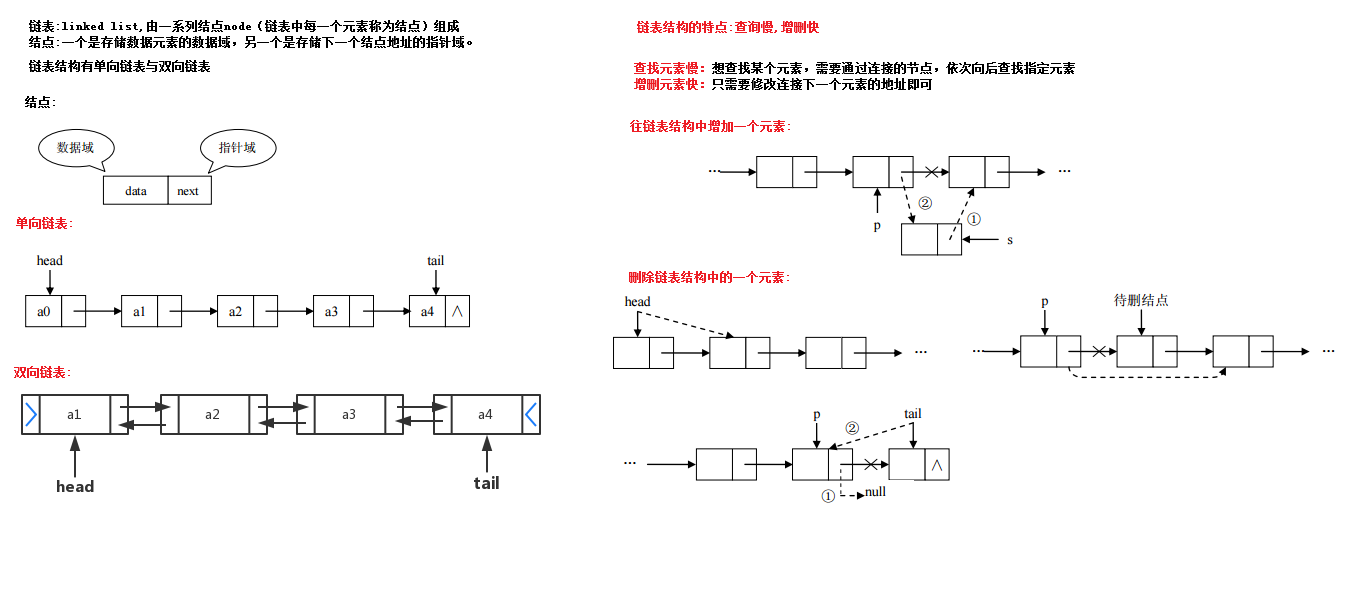 链表:linked list,由一系列结点node（链表中每一个元素称为结点）组成
结点:一个是存储数据元素的数据域，另一个是存储下一个结点地址的指针域。
链表结构有单向链表与双向链表
结点:
数据域
指针域
data next
单向链表:
head
tail
a0 a1 a2 a3 a4 ∧
双向链表:
a1 a2 a3 a4
head
tail
链表结构的特点:查询慢,增删快
查找元素慢: 想查找某个元素，需要通过连接的节点，依次向后查找指定元素
增删元素快: 只需要修改连接下一个元素的地址即可
往链表结构中增加一个元素:
… …
②
①
p
s
删除链表结构中的一个元素:
head
…
p
待删结点
… …
p
tail
②
… ∧
①
null